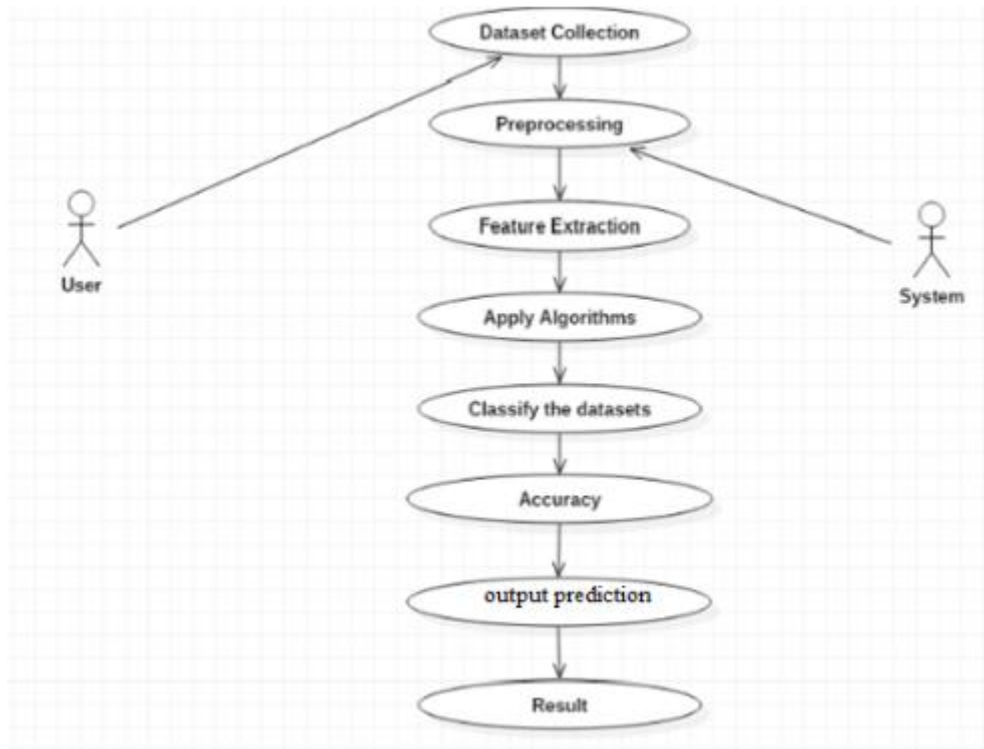 Dataset Collection
Preprocessing
Feature Extraction
User
System
Apply Algorithms
Classify the datasets
Accuracy
output prediction
Result